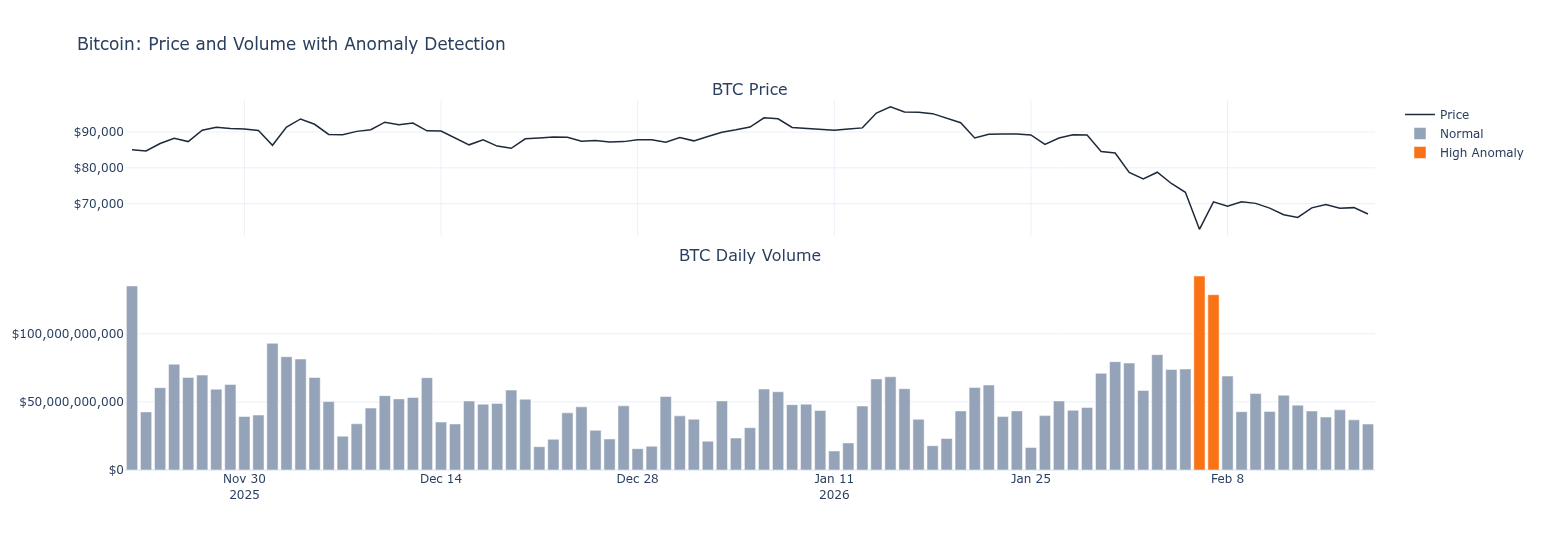 Bitcoin: Price and Volume with Anomaly Detection
BTC Price
Price
Normal
High Anomaly
$90,000
$80,000
$70,000
BTC Daily Volume
$100,000,000,000
$50,000,000,000
$0
Nov 30 Dec 14 Dec 28 Jan 11 Jan 25 Feb 8
2025 2026